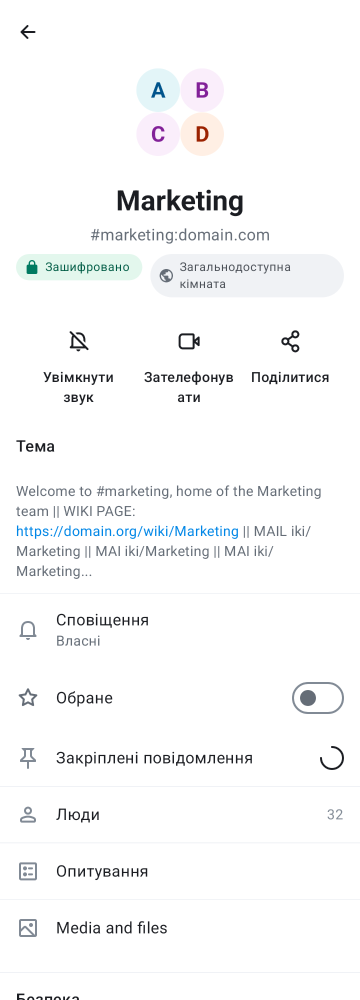 A B
C D
Marketing
#marketing:domain.com
Зашифровано
Загальнодоступна
кімната
Увімкнути
звук
Зателефонув
ати
Поділитися
Тема
Welcome to #marketing, home of the Marketing
team || WIKI PAGE:
https://domain.org/wiki/Marketing || MAIL iki/
Marketing || MAI iki/Marketing || MAI iki/
Marketing...
Сповіщення
Власні
Обране
Закріплені повідомлення
Люди 32
Опитування
Media and files
Безпека